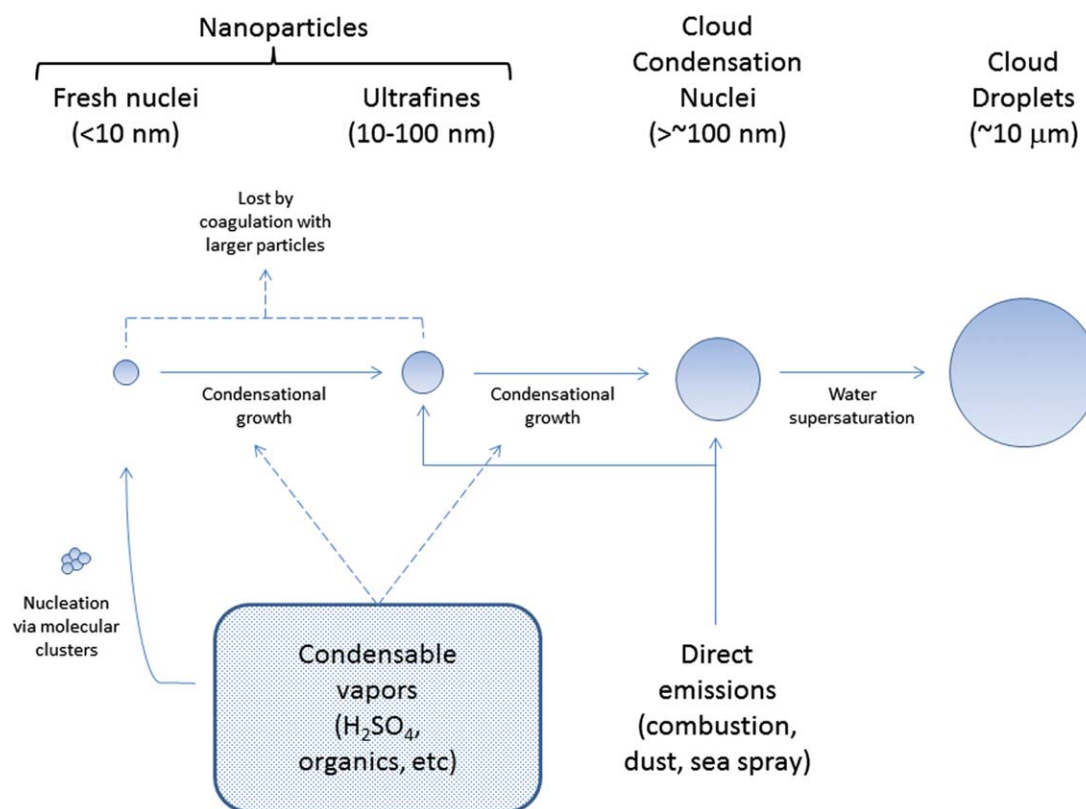 Nanoparticles
Fresh nuclei
(<10 nm)
Ultrafines
(10-100 nm)
Cloud
Condensation
Nuclei
(>~100 nm)
Cloud
Droplets
(~10 μm)
Lost by
coagulation with
larger particles
Condensational
growth
Condensational
growth
Water
supersaturation
Nucleation
via molecular
clusters
Condensable
vapors
(H₂SO₄,
organics, etc)
Direct
emissions
(combustion,
dust, sea spray)